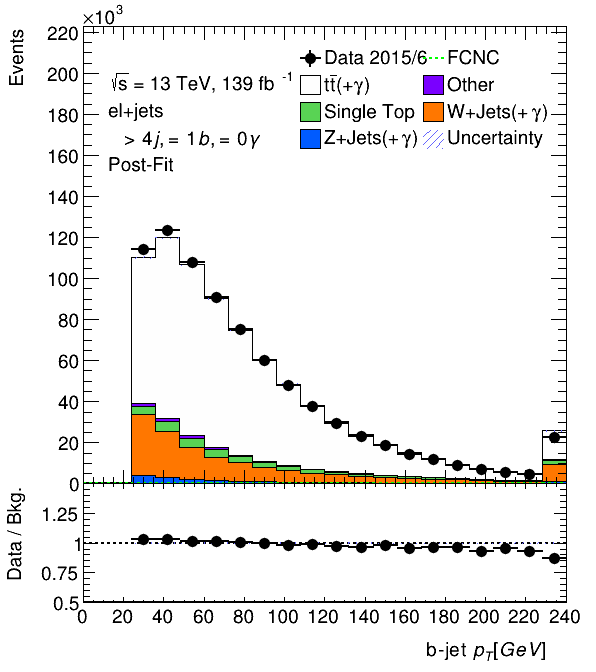 ×10³
Events
220
200
180
160
140
120
100
80
60
40
20
0
√s = 13 TeV, 139 fb⁻¹
el+jets
> 4j, = 1b, = 0γ
Post-Fit
Data 2015/6
FCNC
tt̄(+γ)
Other
Single Top
W+Jets(+γ)
Z+Jets(+γ)
Uncertainty
Data / Bkg.
1.25
1
0.75
0.5
0 20 40 60 80 100 120 140 160 180 200 220 240
b-jet p_T[GeV]